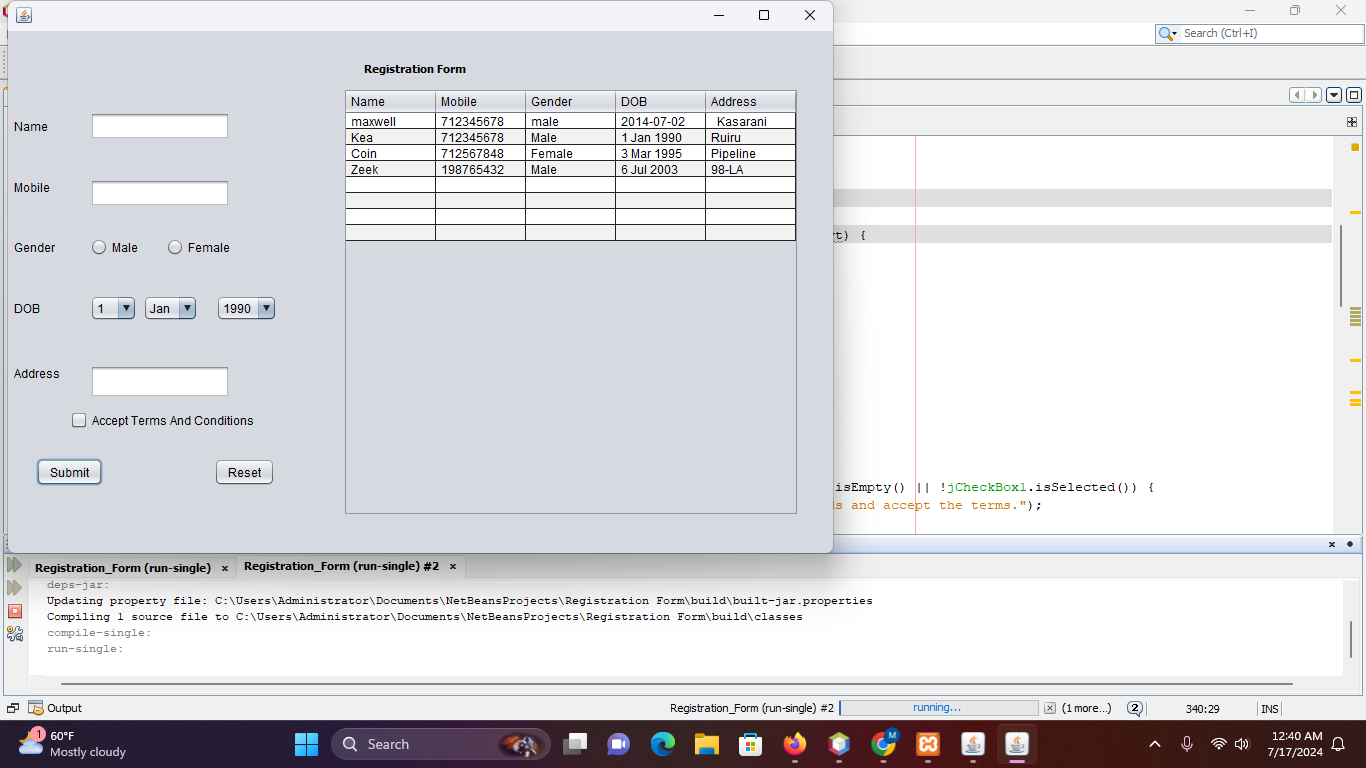 Search (Ctrl+I)
Registration Form
Name Mobile Gender DOB Address
maxwell 712345678 male 2014-07-02 Kasarani
Kea 712345678 Male 1 Jan 1990 Ruiru
Coin 712567848 Female 3 Mar 1995 Pipeline
Zeek 198765432 Male 6 Jul 2003 98-LA
Name
Mobile
Gender Male Female
DOB 1 Jan 1990
Address
Accept Terms And Conditions
Submit Reset
t) {
isEmpty() || !jCheckBox1.isSelected()) {
s and accept the terms.");
Registration_Form (run-single) × Registration_Form (run-single) #2 ×
deps-jar:
Updating property file: C:\Users\Administrator\Documents\NetBeansProjects\Registration Form\build\built-jar.properties
Compiling 1 source file to C:\Users\Administrator\Documents\NetBeansProjects\Registration Form\build\classes
compile-single:
run-single:
Output Registration_Form (run-single) #2 running... (1 more...) 2 340:29 INS
1 60°F
Mostly cloudy
Search
M
12:40 AM
7/17/2024